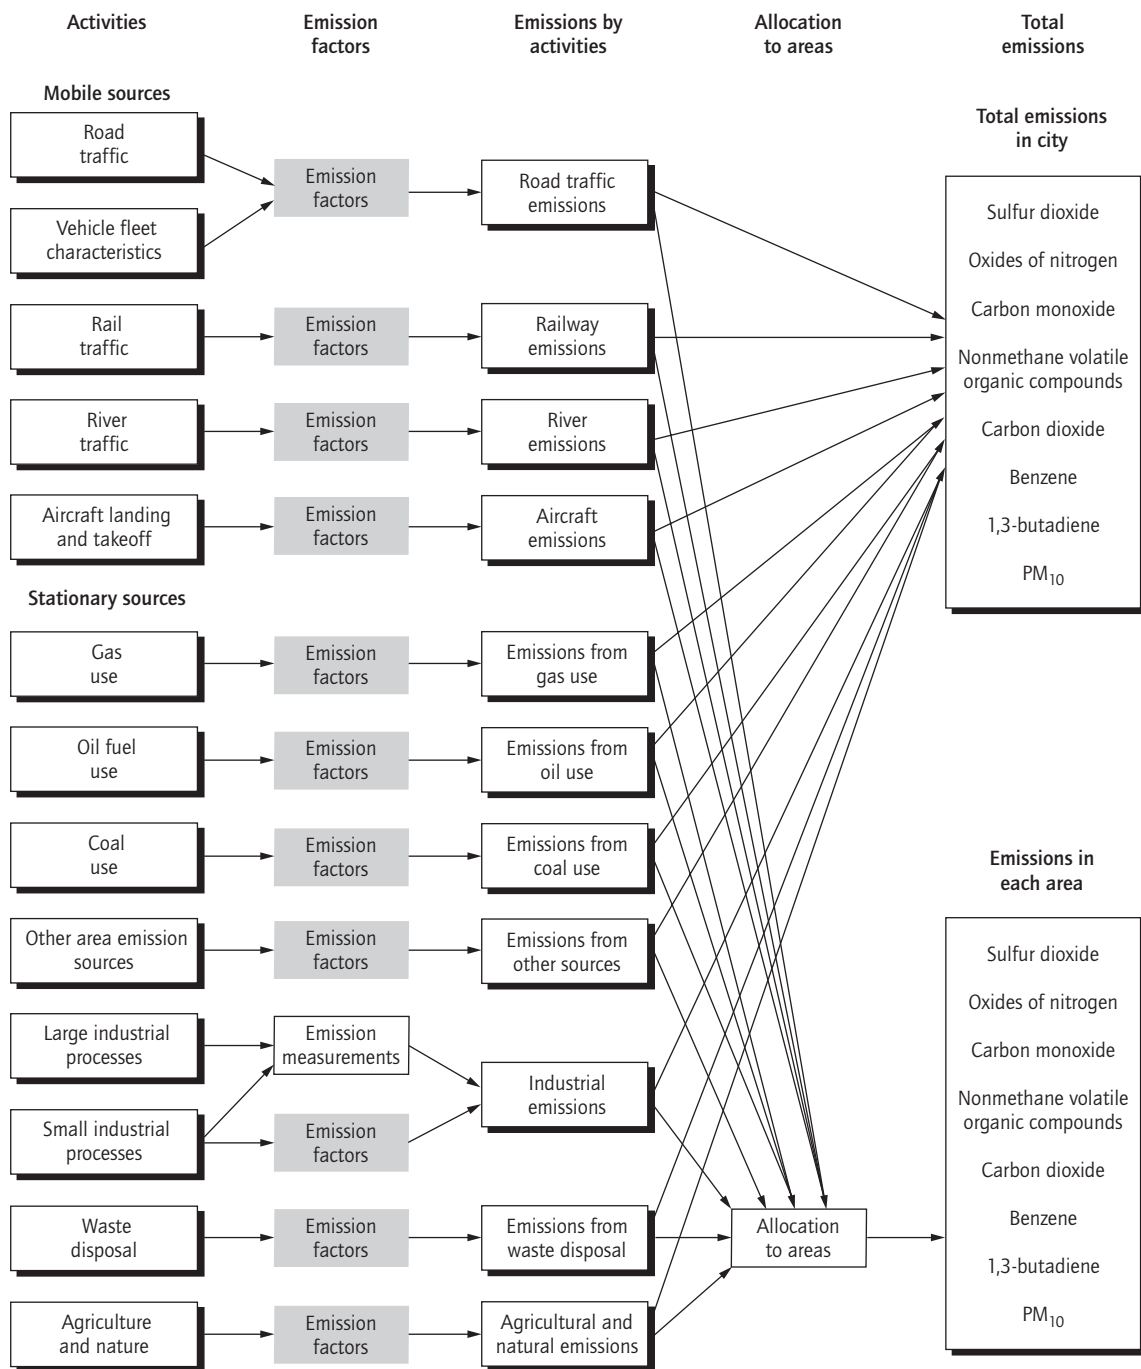 Activities
Emission
factors
Emissions by
activities
Allocation
to areas
Total
emissions
Mobile sources
Road
traffic
Vehicle fleet
characteristics
Emission
factors
Road traffic
emissions
Rail
traffic
Emission
factors
Railway
emissions
River
traffic
Emission
factors
River
emissions
Aircraft landing
and takeoff
Emission
factors
Aircraft
emissions
Stationary sources
Gas
use
Emission
factors
Emissions from
gas use
Oil fuel
use
Emission
factors
Emissions from
oil use
Coal
use
Emission
factors
Emissions from
coal use
Other area emission
sources
Emission
factors
Emissions from
other sources
Large industrial
processes
Emission
measurements
Small industrial
processes
Emission
factors
Industrial
emissions
Waste
disposal
Emission
factors
Emissions from
waste disposal
Agriculture
and nature
Emission
factors
Agricultural and
natural emissions
Allocation
to areas
Total emissions
in city
Sulfur dioxide
Oxides of nitrogen
Carbon monoxide
Nonmethane volatile
organic compounds
Carbon dioxide
Benzene
1,3-butadiene
PM₁₀
Emissions in
each area
Sulfur dioxide
Oxides of nitrogen
Carbon monoxide
Nonmethane volatile
organic compounds
Carbon dioxide
Benzene
1,3-butadiene
PM₁₀